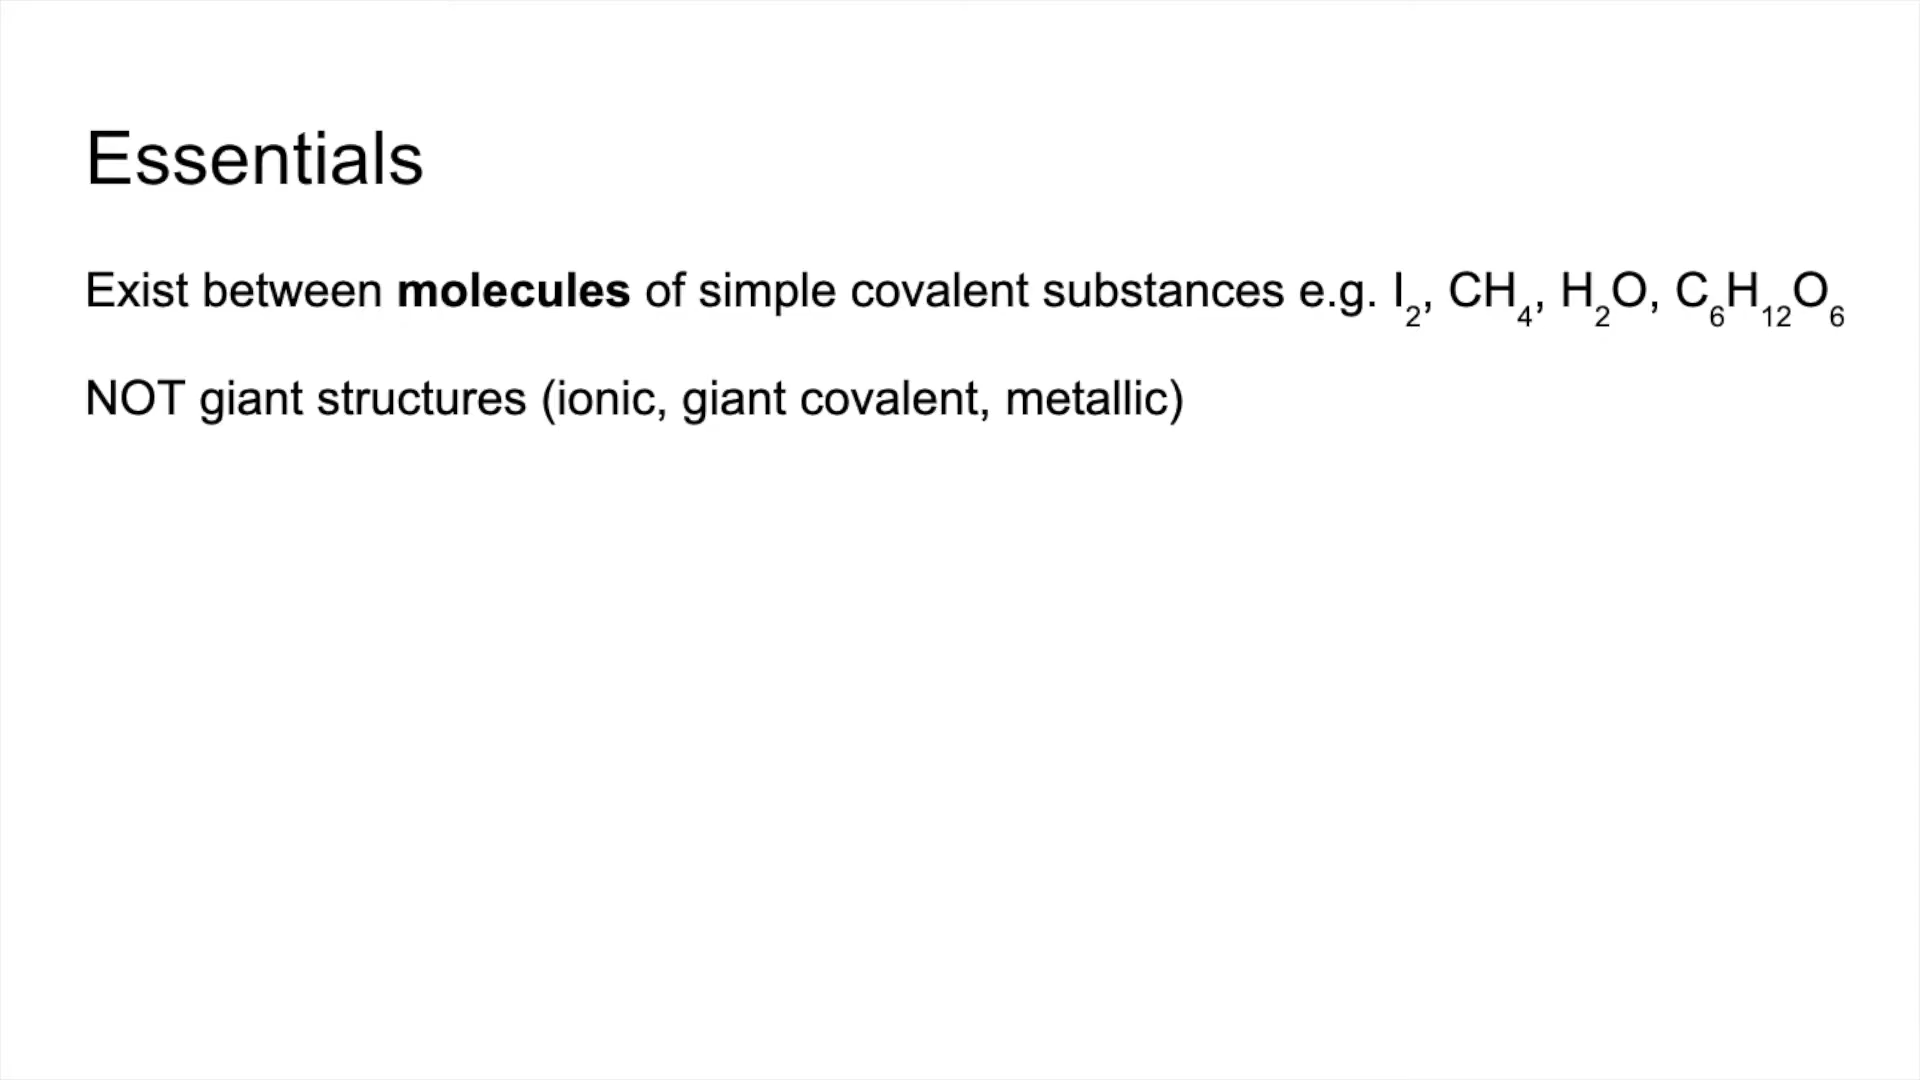 Essentials
Exist between molecules of simple covalent substances e.g. I₂, CH₄, H₂O, C₆H₁₂O₆
NOT giant structures (ionic, giant covalent, metallic)